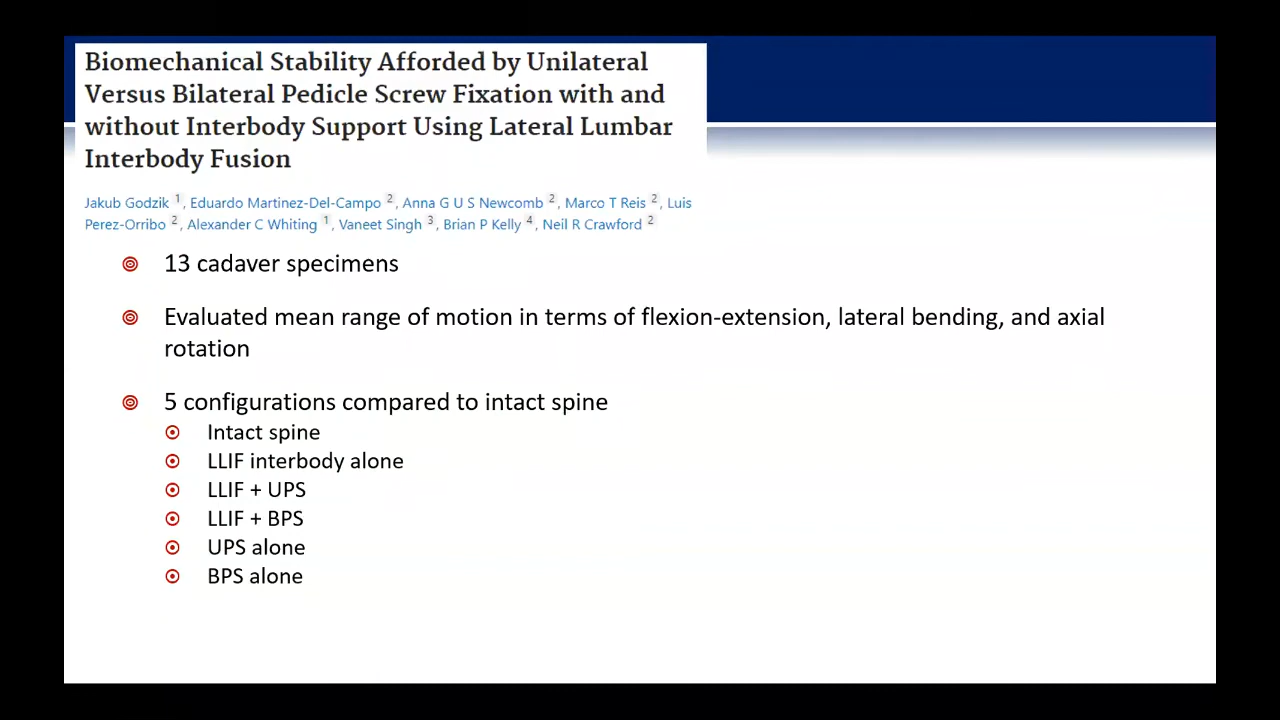 Biomechanical Stability Afforded by Unilateral
Versus Bilateral Pedicle Screw Fixation with and
without Interbody Support Using Lateral Lumbar
Interbody Fusion
Jakub Godzik 1, Eduardo Martinez-Del-Campo 2, Anna G U S Newcomb 2, Marco T Reis 2, Luis
Perez-Orribo 2, Alexander C Whiting 1, Vaneet Singh 3, Brian P Kelly 4, Neil R Crawford 2
13 cadaver specimens
Evaluated mean range of motion in terms of flexion-extension, lateral bending, and axial
rotation
5 configurations compared to intact spine
Intact spine
LLIF interbody alone
LLIF + UPS
LLIF + BPS
UPS alone
BPS alone